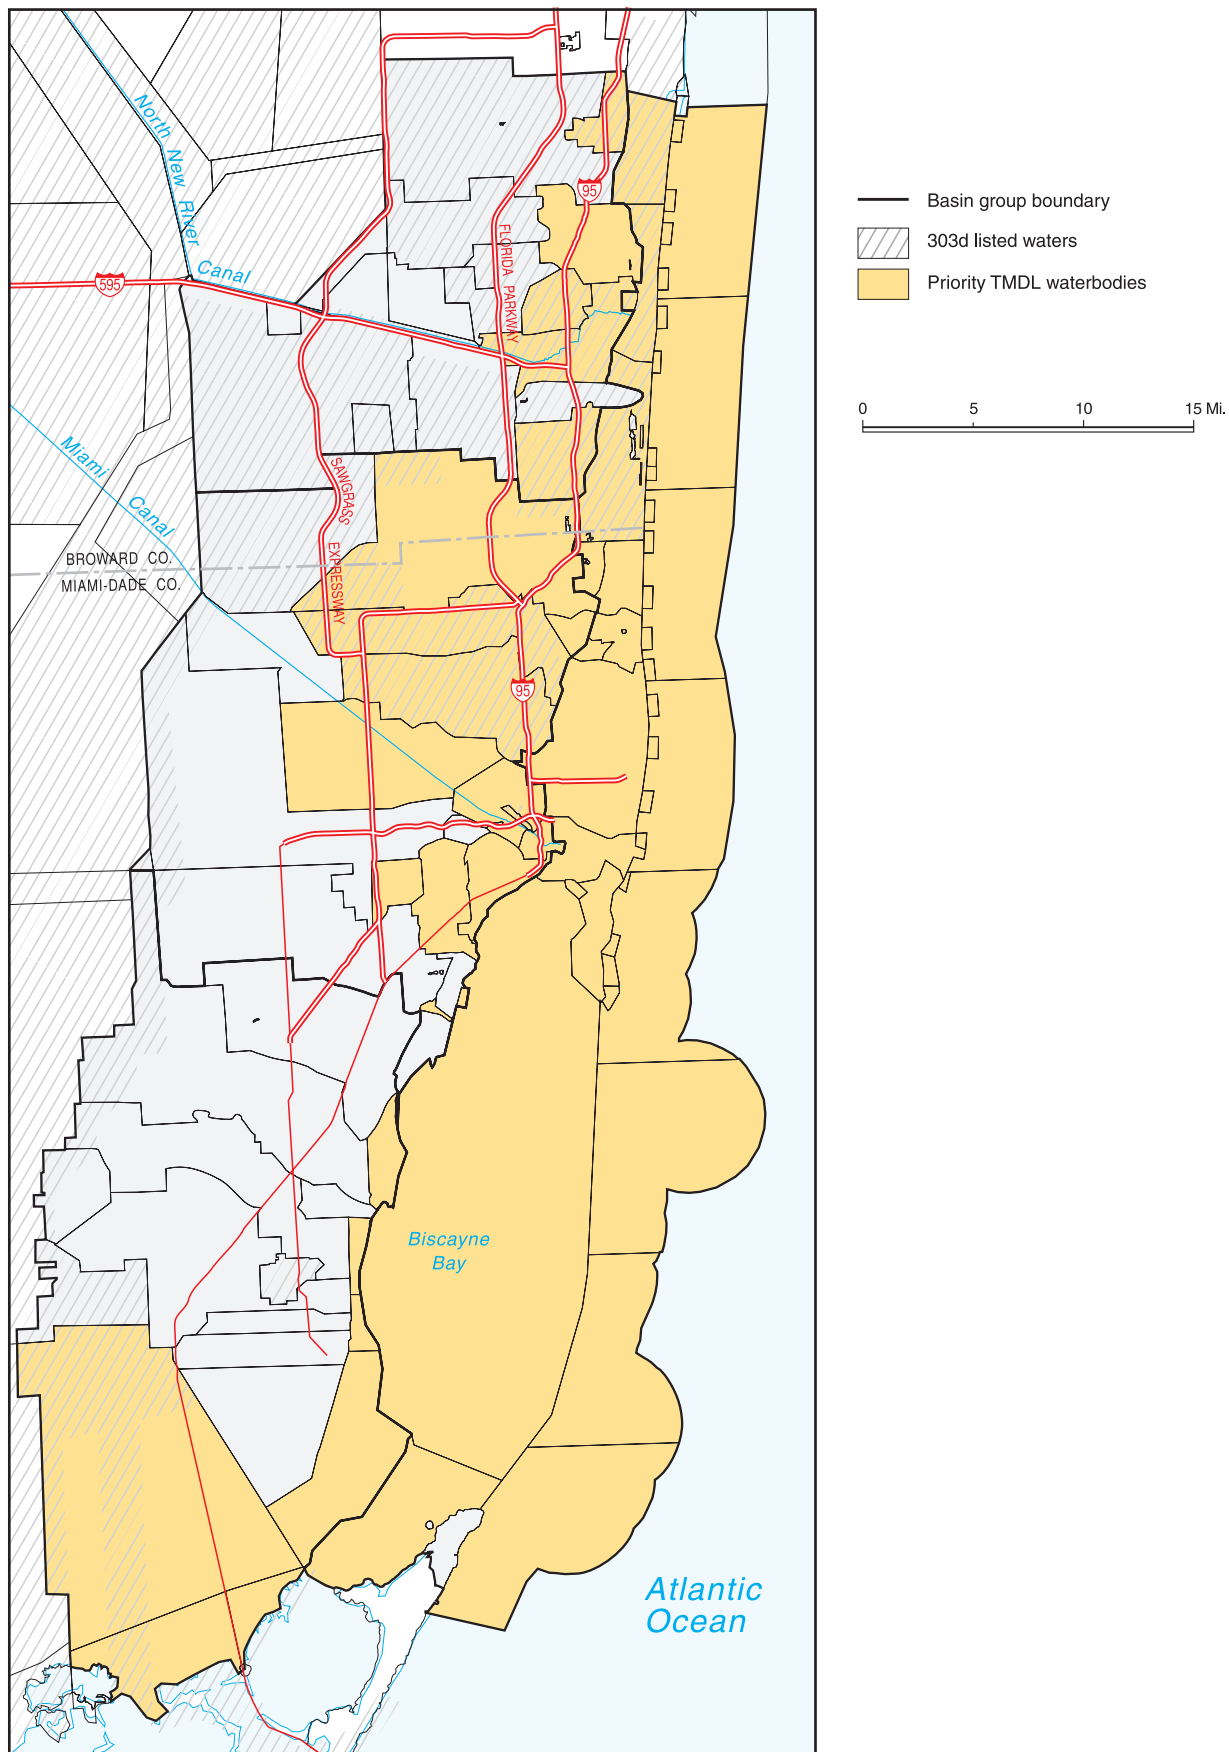 North New River
Canal
595
95
FLORIDA PARKWAY
Miami
Canal
SAWGRASS
EXPRESSWAY
BROWARD CO.
MIAMI-DADE CO.
95
Biscayne
Bay
Atlantic
Ocean
Basin group boundary
303d listed waters
Priority TMDL waterbodies
0 5 10 15 Mi.